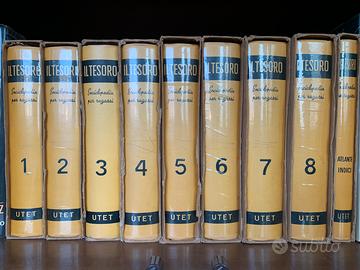 IL TESORO
Enciclopedia
per ragazzi
1
UTET
IL TESORO
Enciclopedia
per ragazzi
2
UTET
IL TESORO
Enciclopedia
per ragazzi
3
UTET
IL TESORO
Enciclopedia
per ragazzi
4
UTET
IL TESORO
Enciclopedia
per ragazzi
5
UTET
IL TESORO
Enciclopedia
per ragazzi
6
UTET
IL TESORO
Enciclopedia
per ragazzi
7
UTET
IL TESORO
Enciclopedia
per ragazzi
8
UTET
IL TESORO
ATLANTE
INDICI
UTET
Z
subito